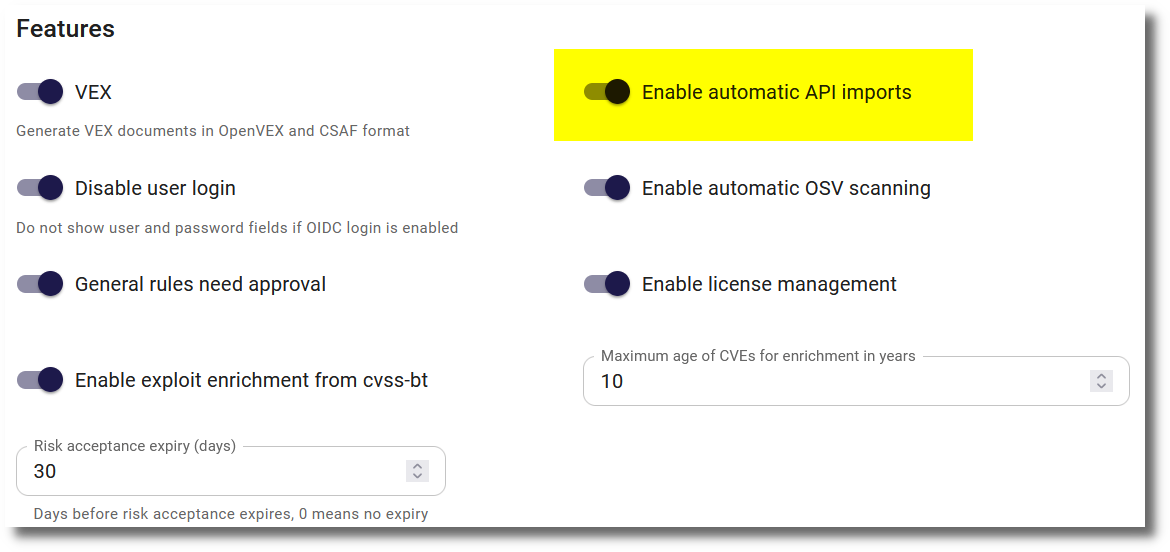 Features
VEX
Enable automatic API imports
Generate VEX documents in OpenVEX and CSAF format
Disable user login
Enable automatic OSV scanning
Do not show user and password fields if OIDC login is enabled
General rules need approval
Enable license management
Enable exploit enrichment from cvss-bt
Maximum age of CVEs for enrichment in years
10
Risk acceptance expiry (days)
30
Days before risk acceptance expires, 0 means no expiry